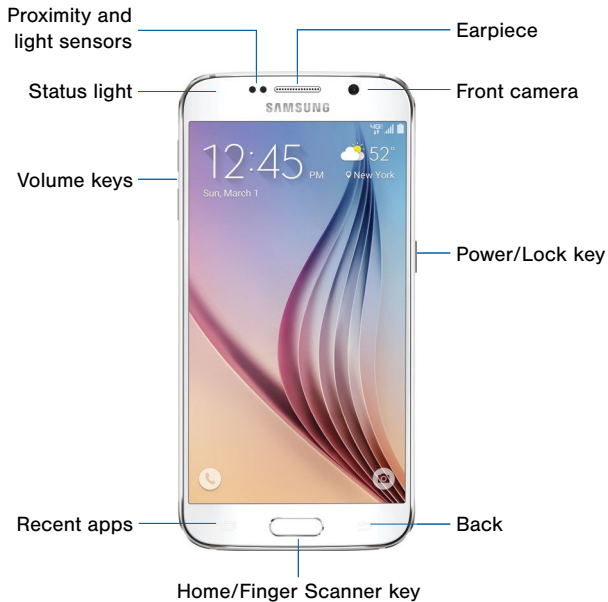 Proximity and
light sensors
Earpiece
Status light
Front camera
SAMSUNG
12:45 PM
52°
Sun, March 1
New York
Volume keys
Power/Lock key
Recent apps
Back
Home/Finger Scanner key